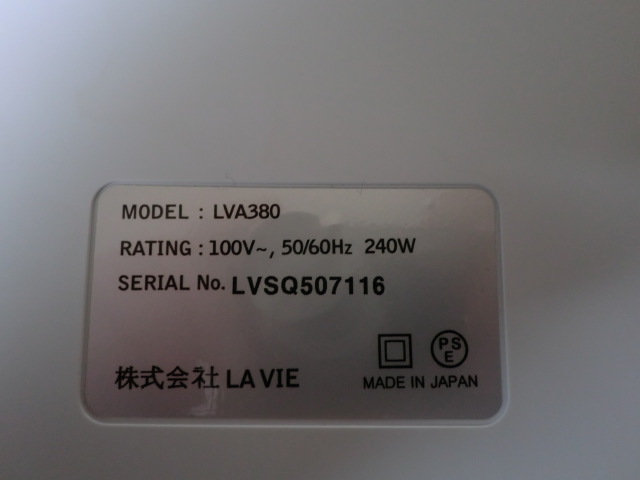 MODEL : LVA380
RATING : 100V~, 50/60Hz 240W
SERIAL No. LVSQ507116
PS
E
株式会社 LA VIE
MADE IN JAPAN